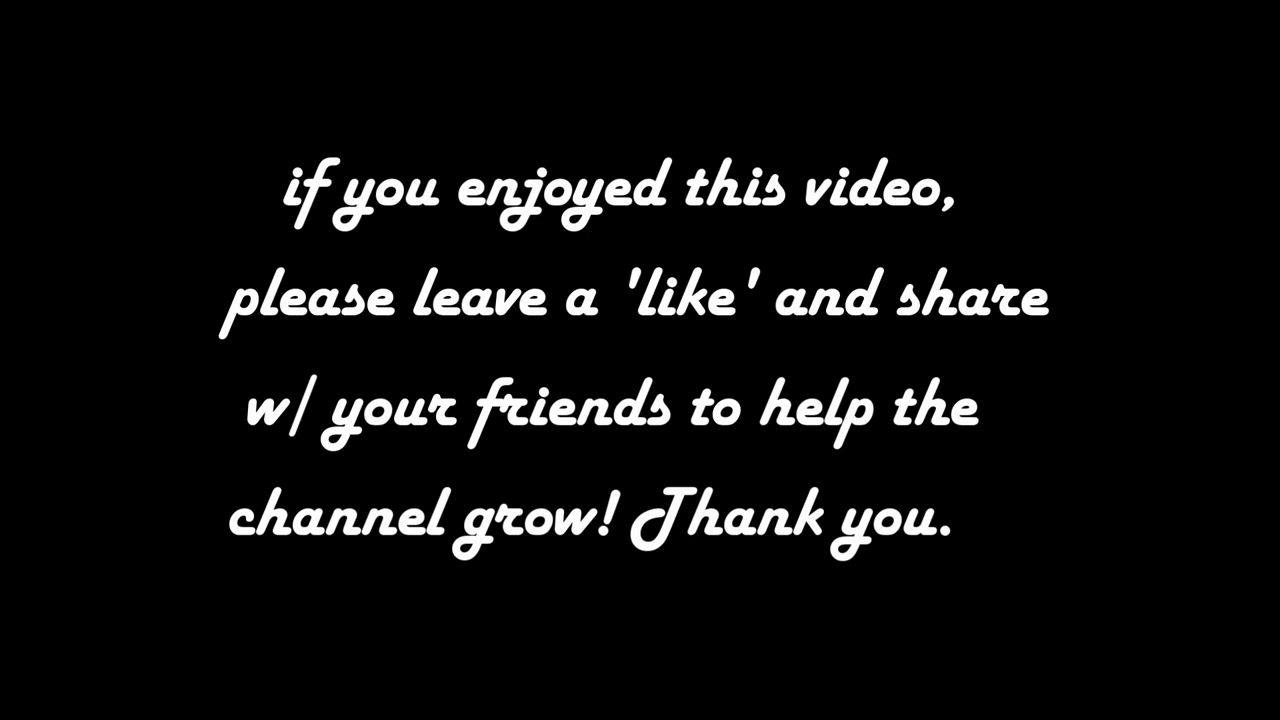 if you enjoyed this video,
please leave a 'like' and share
w/ your friends to help the
channel grow! Thank you.